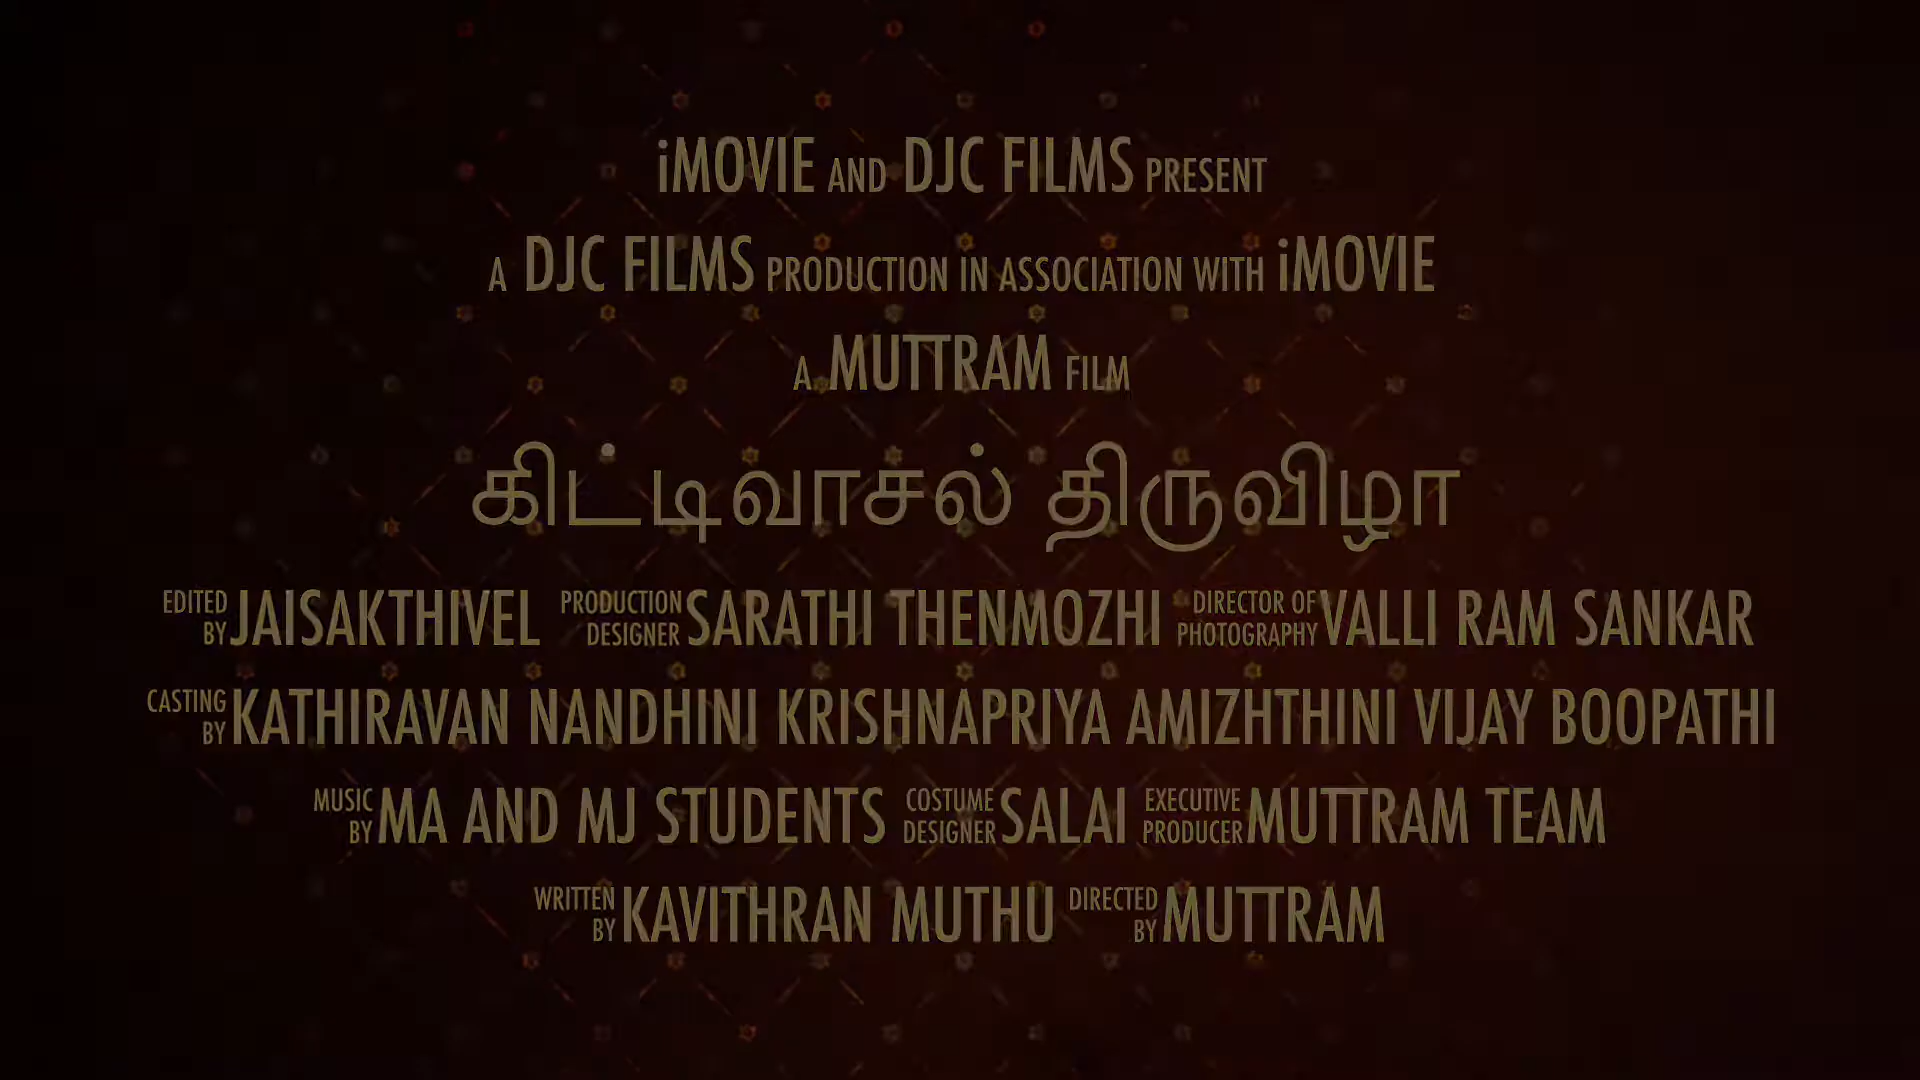 iMOVIE AND DJC FILMS PRESENT
A DJC FILMS PRODUCTION IN ASSOCIATION WITH iMOVIE
A MUTTRAM FILM
கிட்டிவாசல் திருவிழா
EDITED BY JAISAKTHIVEL PRODUCTION DESIGNER SARATHI THENMOZHI DIRECTOR OF PHOTOGRAPHY VALLI RAM SANKAR
CASTING BY KATHIRAVAN NANDHINI KRISHNAPRIYA AMIZHTHINI VIJAY BOOPATHI
MUSIC BY MA AND MJ STUDENTS COSTUME DESIGNER SALAI EXECUTIVE PRODUCER MUTTRAM TEAM
WRITTEN BY KAVITHRAN MUTHU DIRECTED BY MUTTRAM